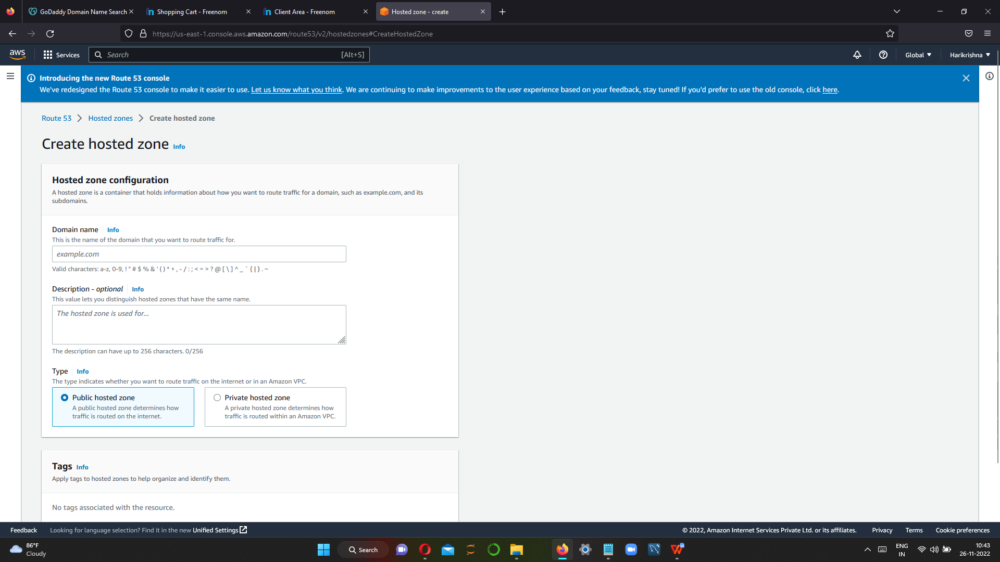 GoDaddy Domain Name Search
Shopping Cart - Freenom
Client Area - Freenom
Hosted zone - create
https://us-east-1.console.aws.amazon.com/route53/v2/hostedzones#CreateHostedZone
aws
Services
Search
[Alt+S]
Global
Harikrishna
Introducing the new Route 53 console
We've redesigned the Route 53 console to make it easier to use. Let us know what you think. We are continuing to make improvements to the user experience based on your feedback, stay tuned! If you'd prefer to use the old console, click here.
Route 53
Hosted zones
Create hosted zone
Create hosted zone Info
Hosted zone configuration
A hosted zone is a container that holds information about how you want to route traffic for a domain, such as example.com, and its
subdomains.
Domain name Info
This is the name of the domain that you want to route traffic for.
example.com
Valid characters: a-z, 0-9, ! " # $ % & ' ( ) * + , - / : ; < = > ? @ [ \ ] ^ _ ` { | } . ~
Description - optional Info
This value lets you distinguish hosted zones that have the same name.
The hosted zone is used for...
The description can have up to 256 characters. 0/256
Type Info
The type indicates whether you want to route traffic on the internet or in an Amazon VPC.
Public hosted zone
A public hosted zone determines how
traffic is routed on the internet.
Private hosted zone
A private hosted zone determines how
traffic is routed within an Amazon VPC.
Tags Info
Apply tags to hosted zones to help organize and identify them.
No tags associated with the resource.
Feedback
Looking for language selection? Find it in the new Unified Settings
© 2022, Amazon Internet Services Private Ltd. or its affiliates.
Privacy
Terms
Cookie preferences
86°F
Cloudy
Search
ENG
IN
10:43
26-11-2022